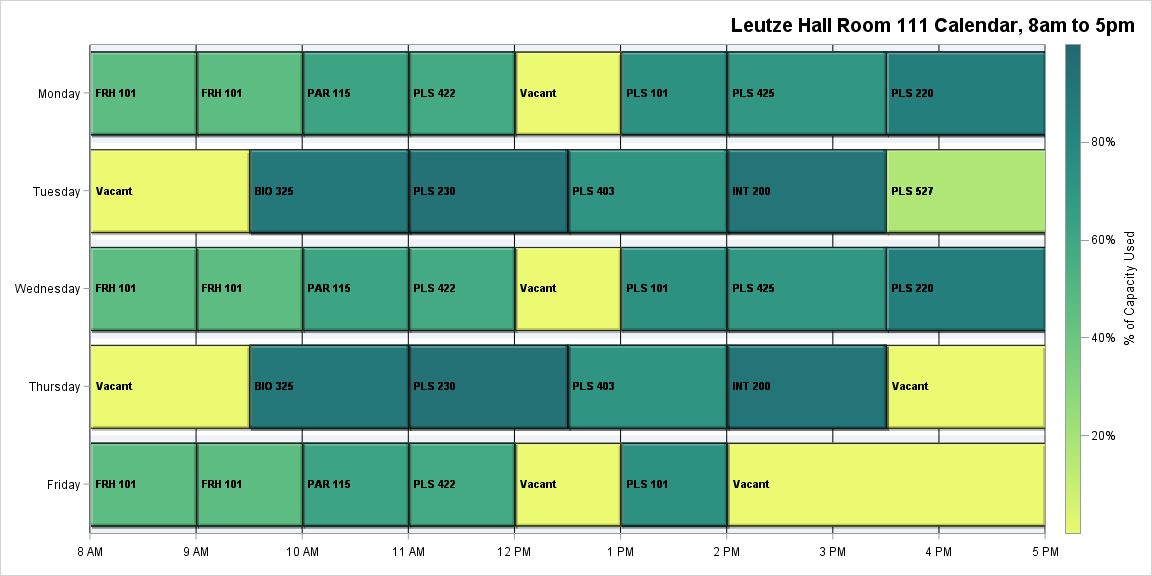 Leutze Hall Room 111 Calendar, 8am to 5pm
Monday
FRH 101
FRH 101
PAR 115
PLS 422
Vacant
PLS 101
PLS 425
PLS 220
Tuesday
Vacant
BIO 325
PLS 230
PLS 403
INT 200
PLS 527
Wednesday
FRH 101
FRH 101
PAR 115
PLS 422
Vacant
PLS 101
PLS 425
PLS 220
Thursday
Vacant
BIO 325
PLS 230
PLS 403
INT 200
Vacant
Friday
FRH 101
FRH 101
PAR 115
PLS 422
Vacant
PLS 101
Vacant
8 AM
9 AM
10 AM
11 AM
12 PM
1 PM
2 PM
3 PM
4 PM
5 PM
80%
60%
40%
20%
% of Capacity Used